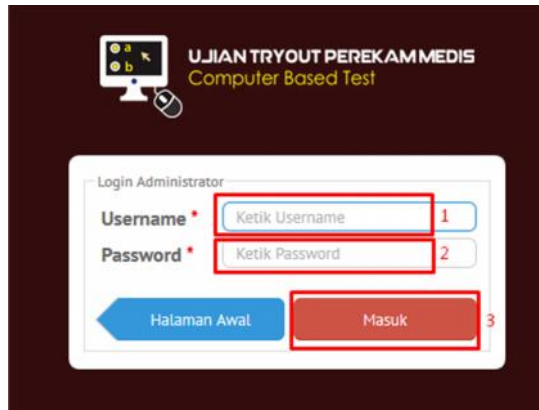 a
b
UJIAN TRYOUT PEREKAM MEDIS
Computer Based Test
Login Administrator
Username * Ketik Username 1
Password * Ketik Password 2
Halaman Awal Masuk 3